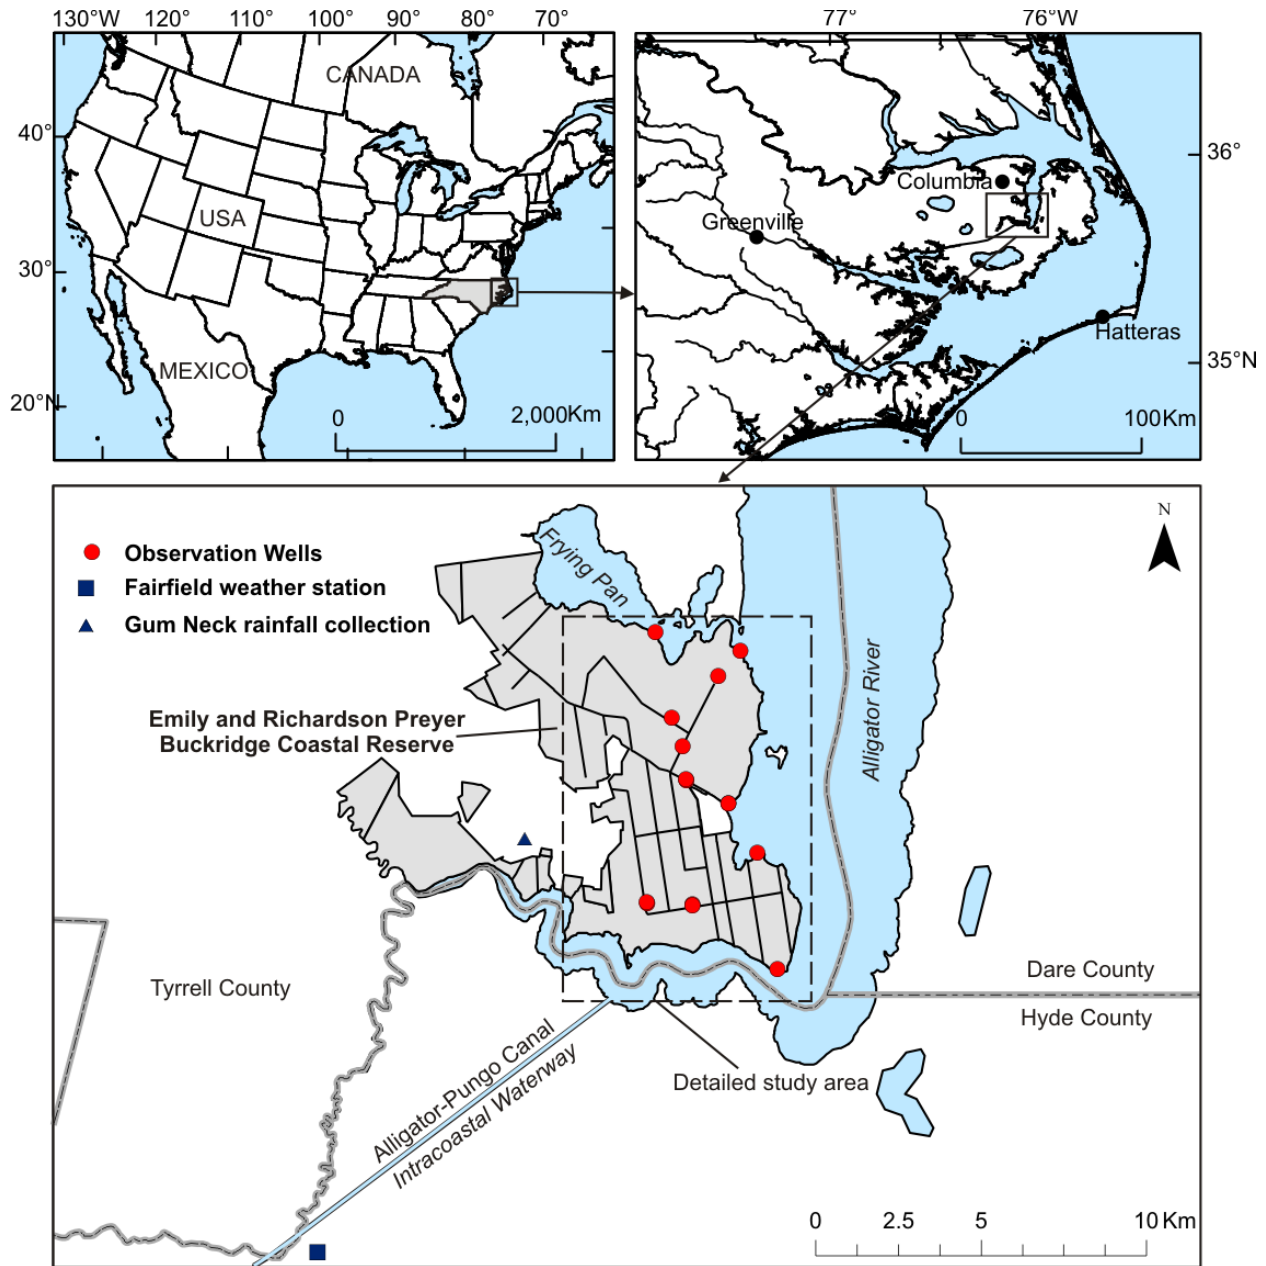 130°W 120° 110° 100° 90° 80° 70°
77° 76°W
CANADA
40°
USA
30°
MEXICO
20°N
0 2,000Km
36°
Columbia
Greenville
Hatteras
35°N
0 100Km
N
Observation Wells
Fairfield weather station
Gum Neck rainfall collection
Frying Pan
Alligator River
Emily and Richardson Preyer
Buckridge Coastal Reserve
Tyrrell County
Dare County
Hyde County
Detailed study area
Alligator-Pungo Canal
Intracoastal Waterway
0 2.5 5 10 Km